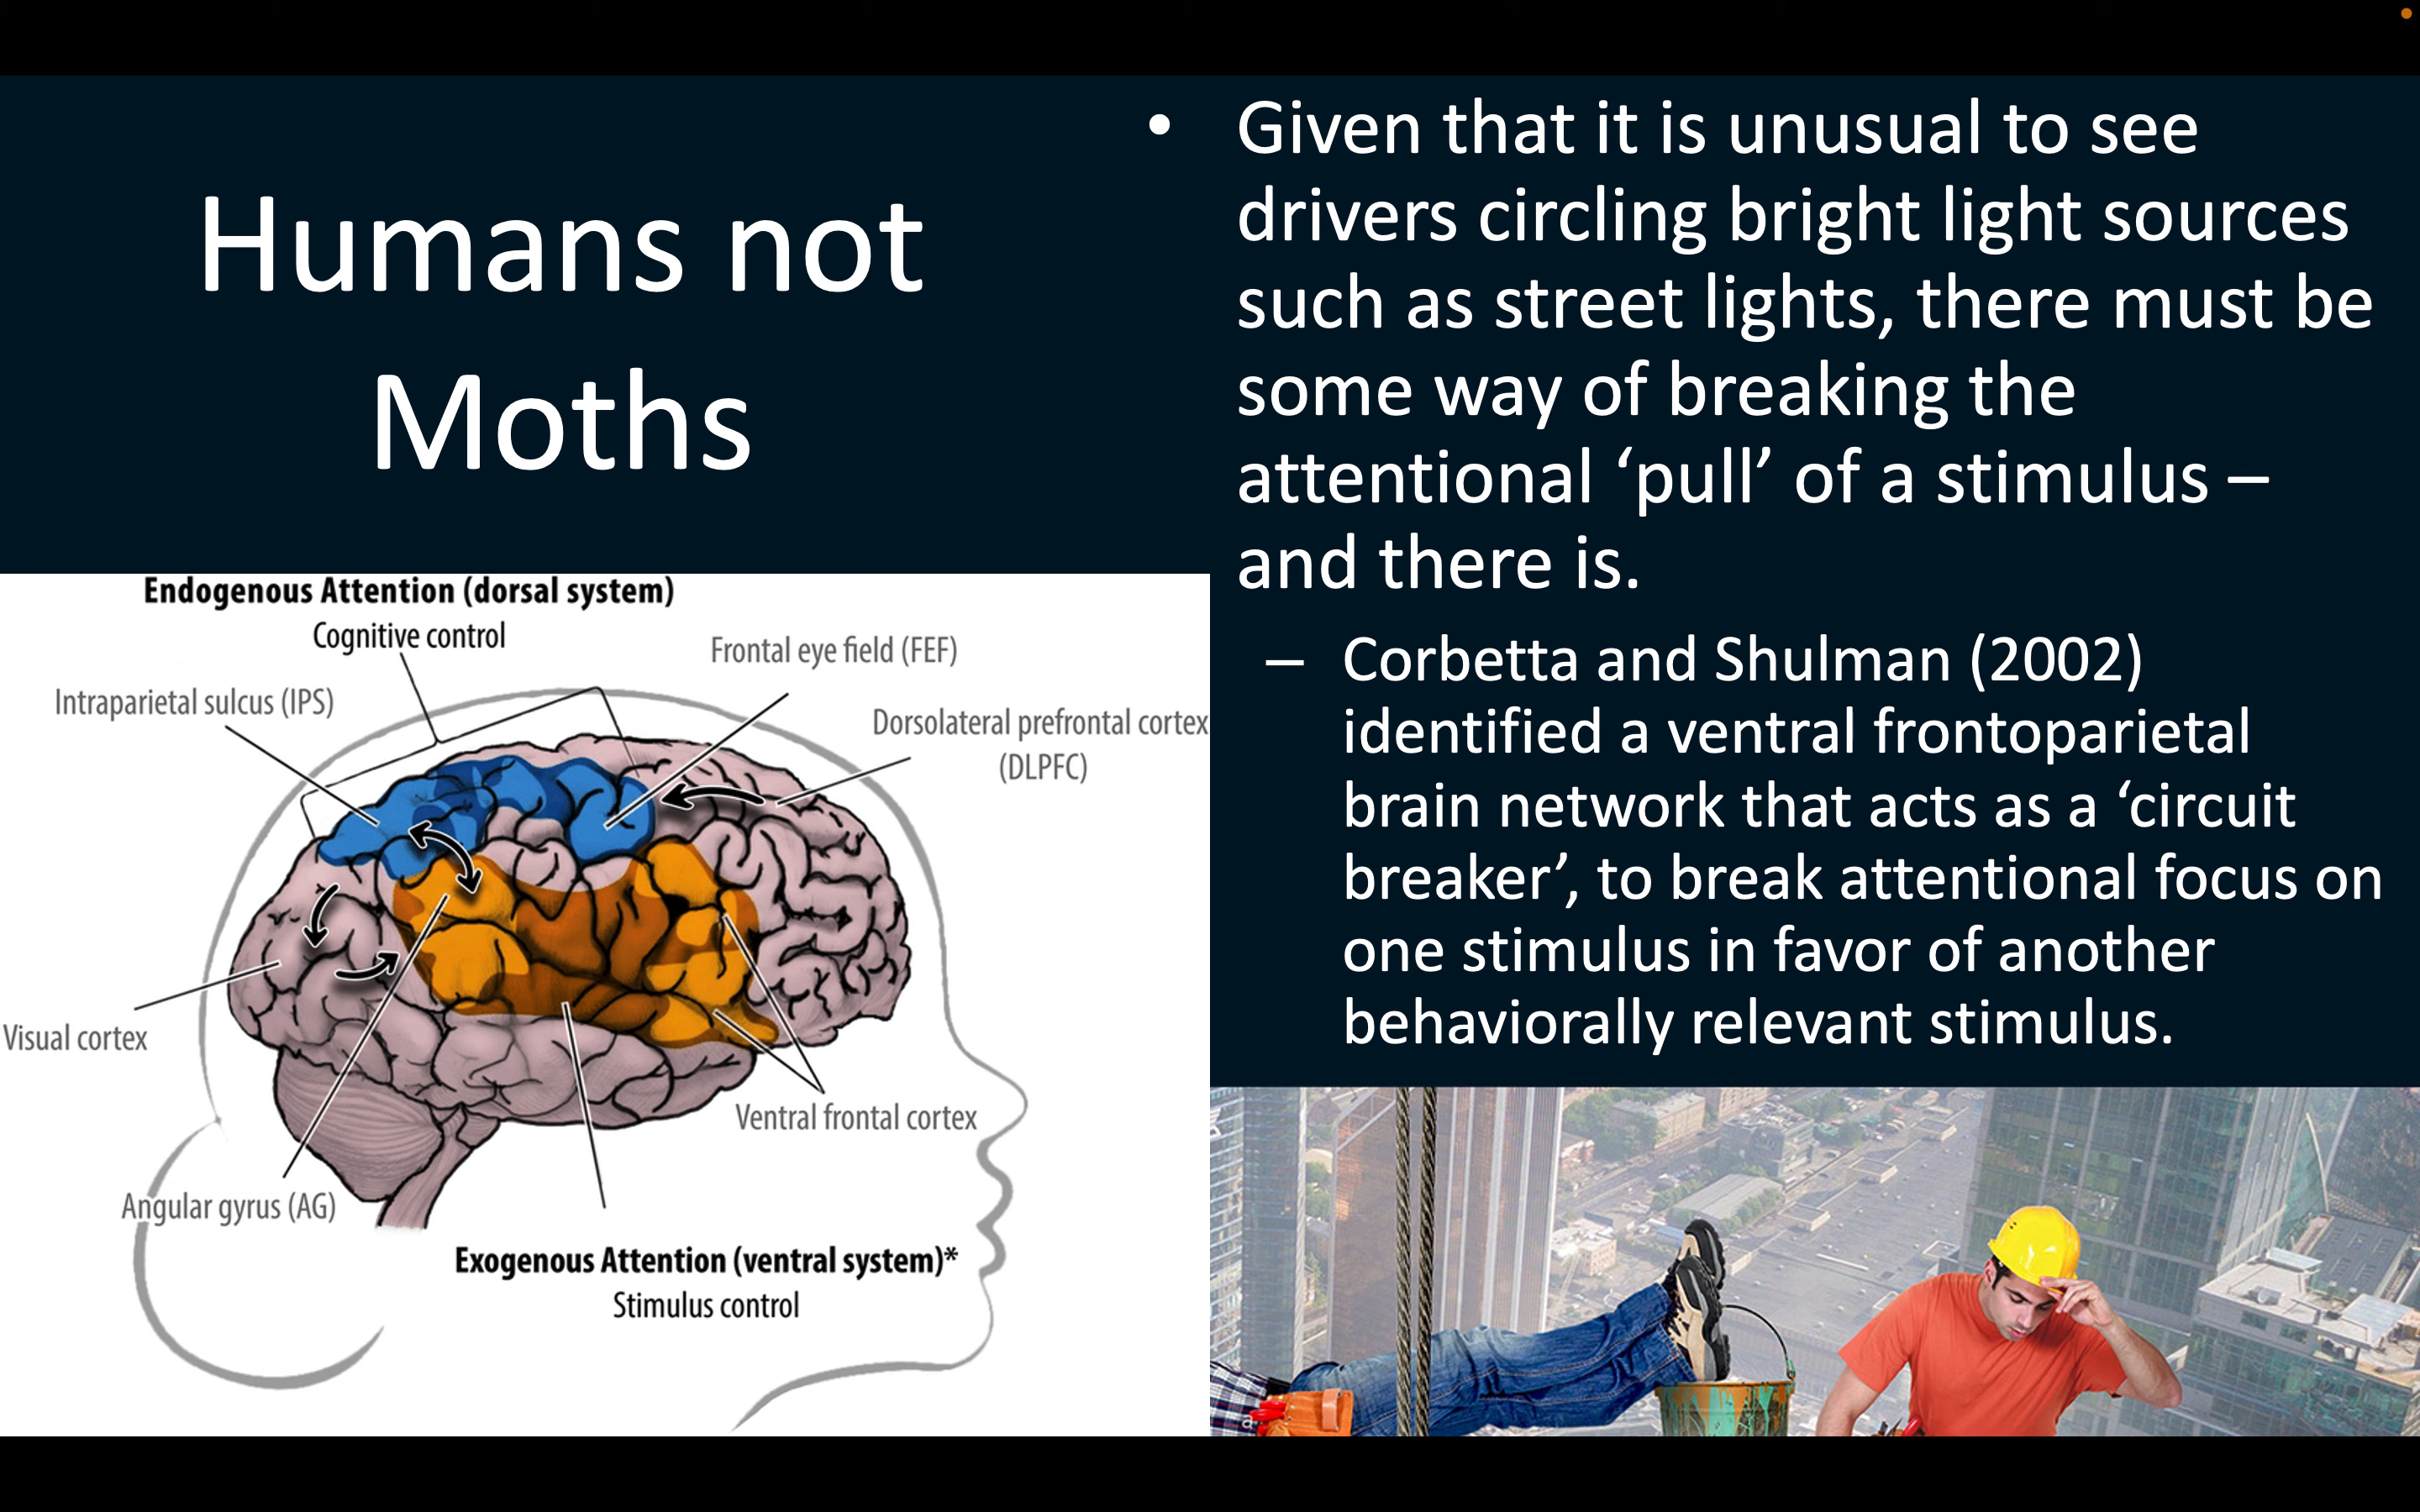 Humans not
Moths
Endogenous Attention (dorsal system)
Cognitive control
Frontal eye field (FEF)
Intraparietal sulcus (IPS)
Dorsolateral prefrontal cortex
(DLPFC)
Visual cortex
Ventral frontal cortex
Angular gyrus (AG)
Exogenous Attention (ventral system)*
Stimulus control
• Given that it is unusual to see
drivers circling bright light sources
such as street lights, there must be
some way of breaking the
attentional ‘pull’ of a stimulus –
and there is.
– Corbetta and Shulman (2002)
identified a ventral frontoparietal
brain network that acts as a ‘circuit
breaker’, to break attentional focus on
one stimulus in favor of another
behaviorally relevant stimulus.